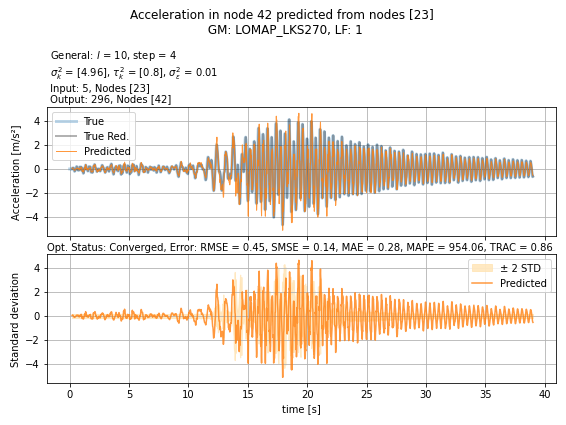 Acceleration in node 42 predicted from nodes [23]
GM: LOMAP_LKS270, LF: 1
General: l = 10, step = 4
σ²ₖ = [4.96], τ²ₖ = [0.8], σ²ε = 0.01
Input: 5, Nodes [23]
Output: 296, Nodes [42]
Acceleration [m/s²]
4
2
0
−2
−4
True
True Red.
Predicted
Opt. Status: Converged, Error: RMSE = 0.45, SMSE = 0.14, MAE = 0.28, MAPE = 954.06, TRAC = 0.86
Standard deviation
4
2
0
−2
−4
± 2 STD
Predicted
0 5 10 15 20 25 30 35 40
time [s]